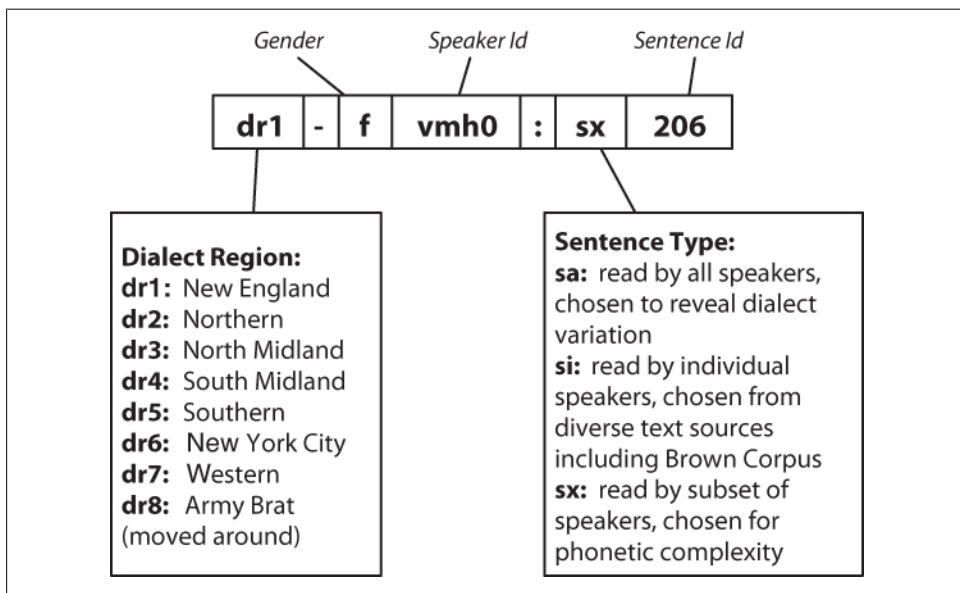 Gender Speaker Id Sentence Id
dr1 - f vmh0 : sx 206
Dialect Region:
dr1: New England
dr2: Northern
dr3: North Midland
dr4: South Midland
dr5: Southern
dr6: New York City
dr7: Western
dr8: Army Brat
(moved around)
Sentence Type:
sa: read by all speakers,
chosen to reveal dialect
variation
si: read by individual
speakers, chosen from
diverse text sources
including Brown Corpus
sx: read by subset of
speakers, chosen for
phonetic complexity